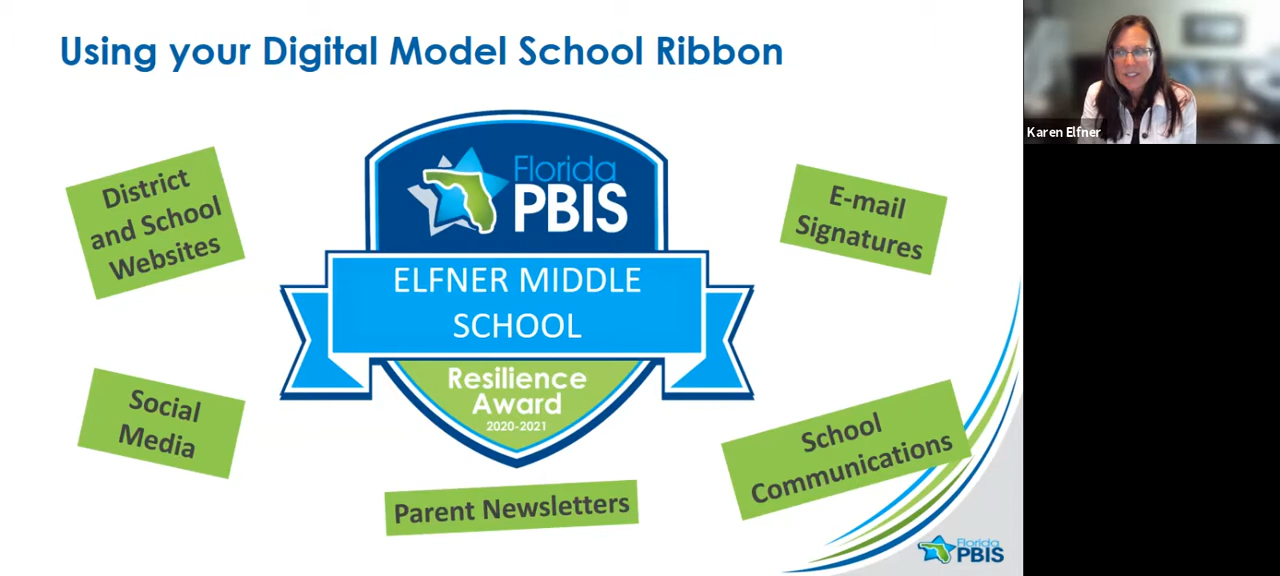 Using your Digital Model School Ribbon
Karen Elfner
District
and School
Websites
Florida
PBIS
E-mail
Signatures
ELFNER MIDDLE
SCHOOL
Resilience
Award
2020-2021
Social
Media
School
Communications
Parent Newsletters
Florida
PBIS